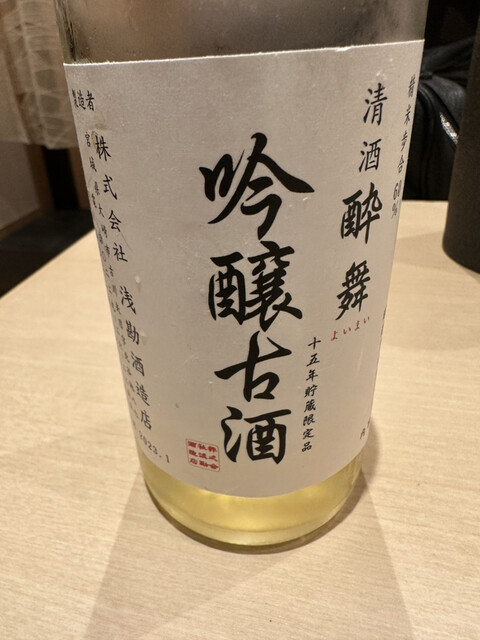 精米歩合60%
清酒
酔舞
よいよい
十五年貯蔵限定品
吟醸古酒
製造者
株式会社浅勘酒造店
2023.1